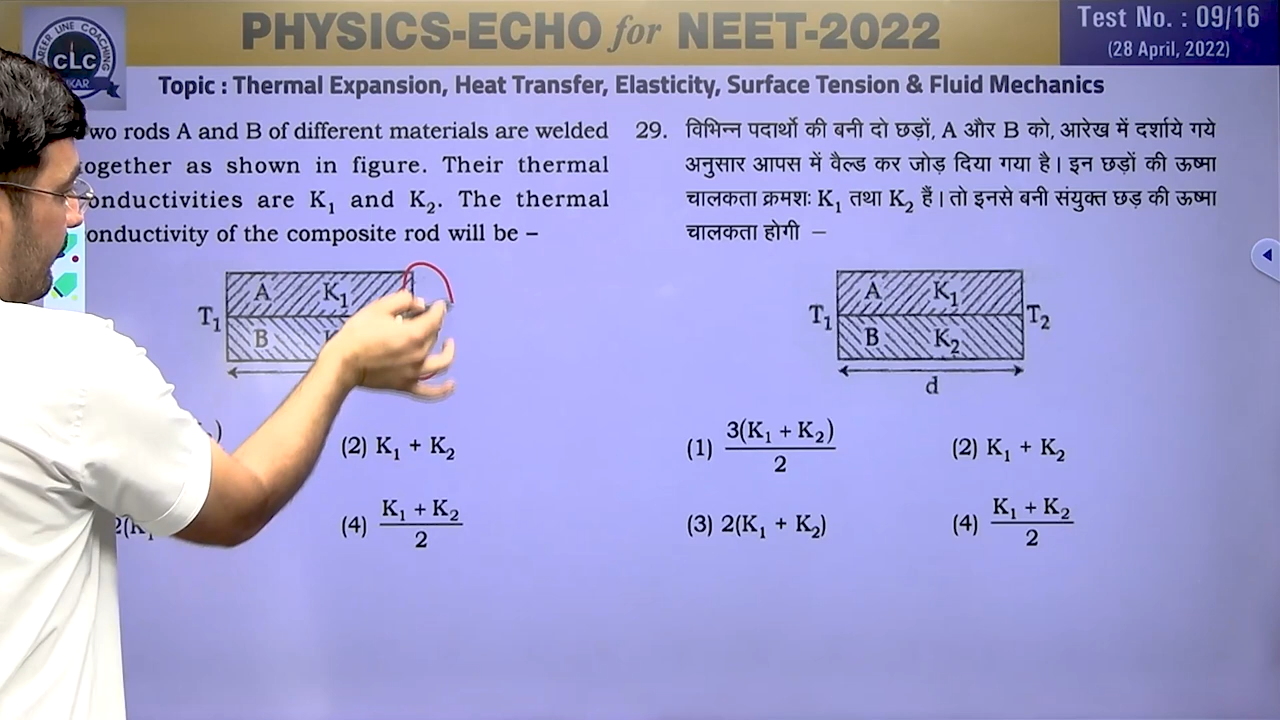 PHYSICS-ECHO for NEET-2022
Test No. : 09/16
(28 April, 2022)
CLC
Topic : Thermal Expansion, Heat Transfer, Elasticity, Surface Tension & Fluid Mechanics
rods A and B of different materials are welded
as shown in figure. Their thermal
are K₁ and K₂. The thermal
of the composite rod will be –
A K₁
T₁
B
(2) K₁ + K₂
(4) K₁ + K₂
2
29. विभिन्न पदार्थो की बनी दो छड़ों, A और B को, आरेख में दर्शाये गये
अनुसार आपस में वैल्ड कर जोड़ दिया गया है। इन छड़ों की ऊष्मा
चालकता क्रमशः K₁ तथा K₂ हैं। तो इनसे बनी संयुक्त छड़ की ऊष्मा
चालकता होगी –
A K₁
T₁ T₂
B K₂
d
(1) 3(K₁ + K₂)
2
(2) K₁ + K₂
(3) 2(K₁ + K₂)
(4) K₁ + K₂
2